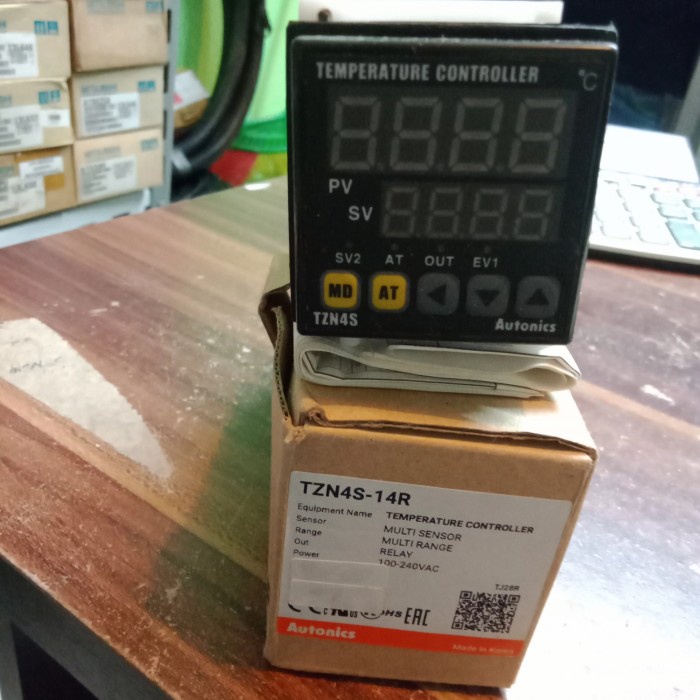 TEMPERATURE CONTROLLER
°C
PV
SV
SV2 AT OUT EV1
MD AT
TZN4S Autonics
TZN4S-14R
Equipment Name TEMPERATURE CONTROLLER
Sensor MULTI SENSOR
Range MULTI RANGE
Out RELAY
Power 100-240VAC
TJ28R
EAC
Autonics
Made in Korea